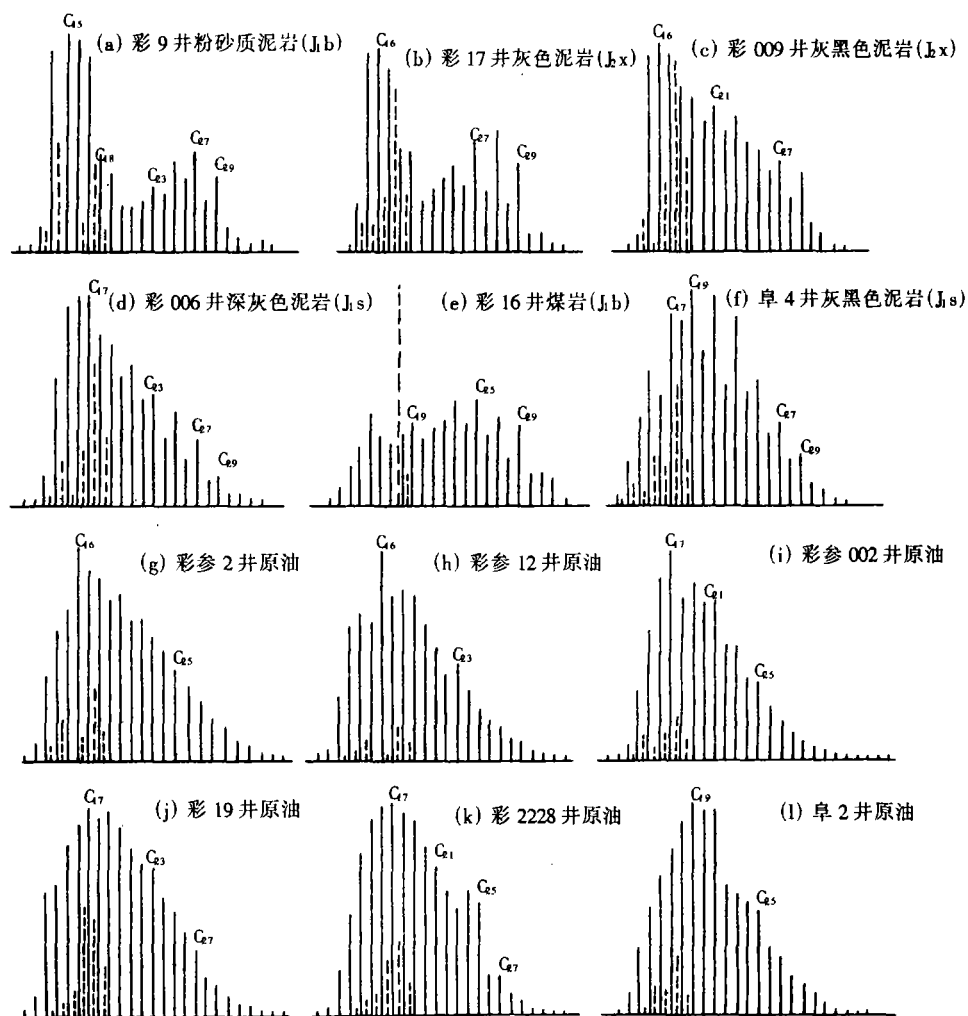 C₁₅
(a) 彩 9 井粉砂质泥岩(J₁b)
C₁₈
C₂₃
C₂₇
C₂₉
C₁₆
(b) 彩 17 井灰色泥岩(J₂x)
C₂₇
C₂₉
C₁₆
(c) 彩 009 井灰黑色泥岩(J₂x)
C₂₁
C₂₇
C₁₇
(d) 彩 006 井深灰色泥岩(J₁s)
C₂₃
C₂₇
C₂₉
(e) 彩 16 井煤岩(J₁b)
C₁₉
C₂₅
C₂₉
C₁₇
C₁₉
(f) 阜 4 井灰黑色泥岩(J₁s)
C₂₇
C₂₉
C₁₆
(g) 彩参 2 井原油
C₂₅
C₁₆
(h) 彩参 12 井原油
C₂₃
C₁₇
(i) 彩参 002 井原油
C₂₁
C₂₅
C₁₇
(j) 彩 19 井原油
C₂₃
C₂₇
C₁₇
(k) 彩 2228 井原油
C₂₁
C₂₅
C₂₇
C₁₉
(l) 阜 2 井原油
C₂₅